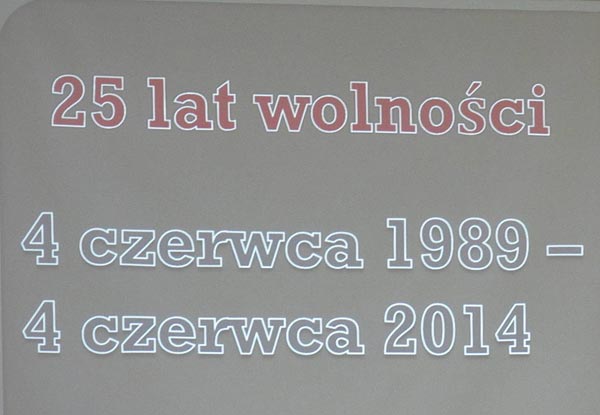 25 lat wolności
4 czerwca 1989 –
4 czerwca 2014